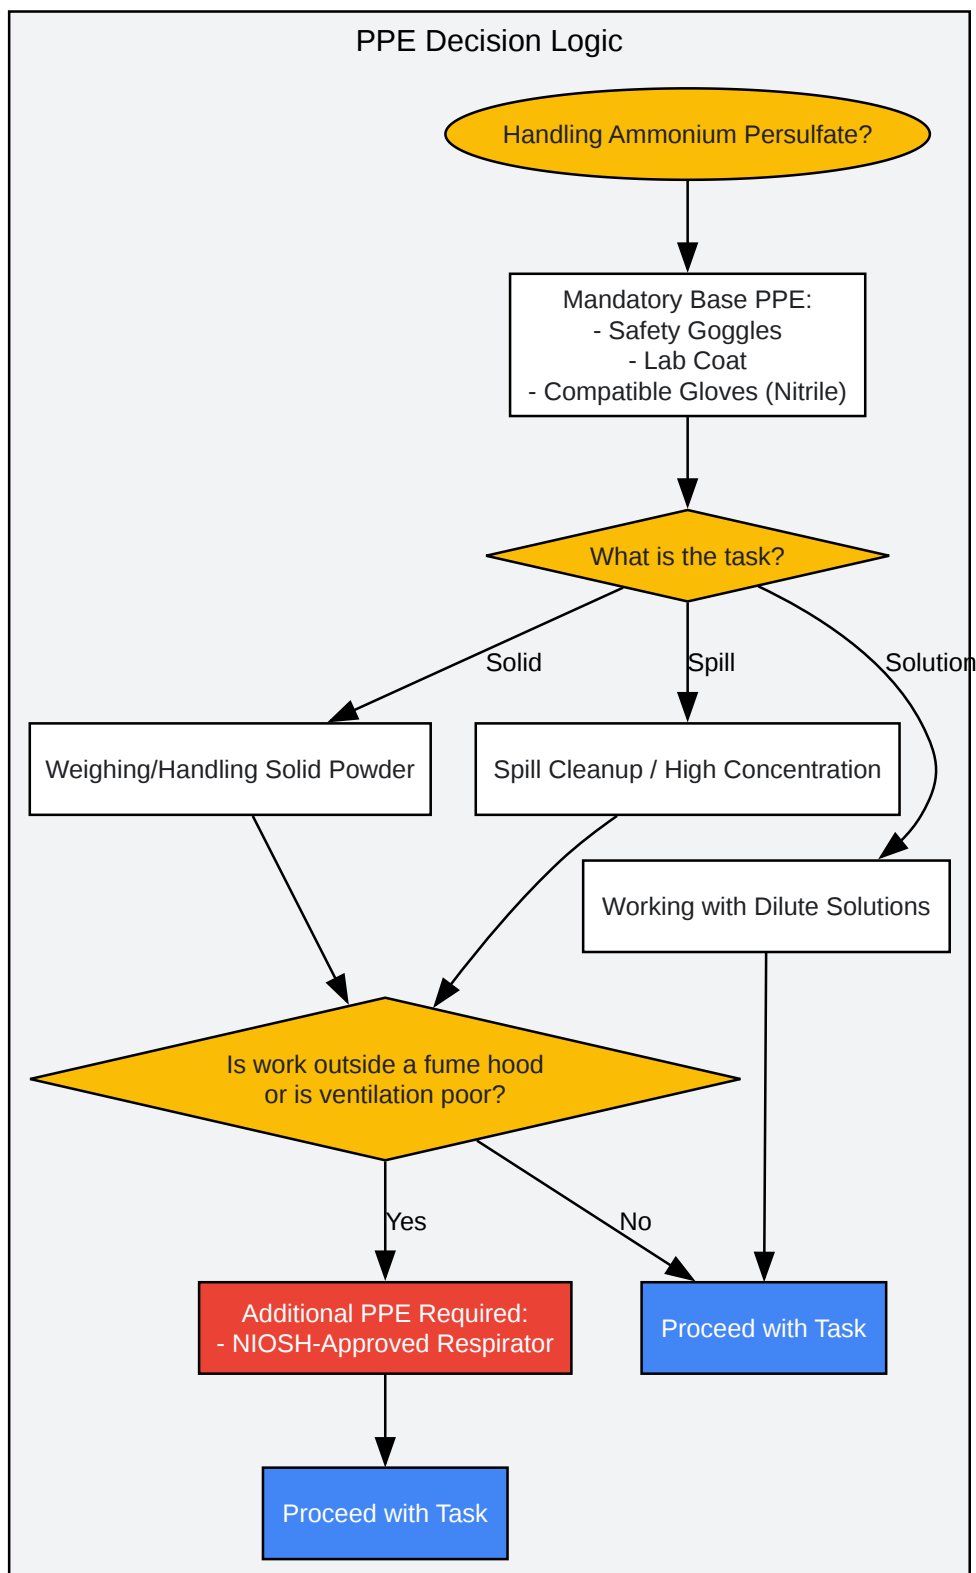 PPE Decision Logic
Handling Ammonium Persulfate?
Mandatory Base PPE:
- Safety Goggles
- Lab Coat
- Compatible Gloves (Nitrile)
What is the task?
Solid
Spill
Solution
Weighing/Handling Solid Powder
Spill Cleanup / High Concentration
Working with Dilute Solutions
Is work outside a fume hood
or is ventilation poor?
Yes
No
Additional PPE Required:
- NIOSH-Approved Respirator
Proceed with Task
Proceed with Task